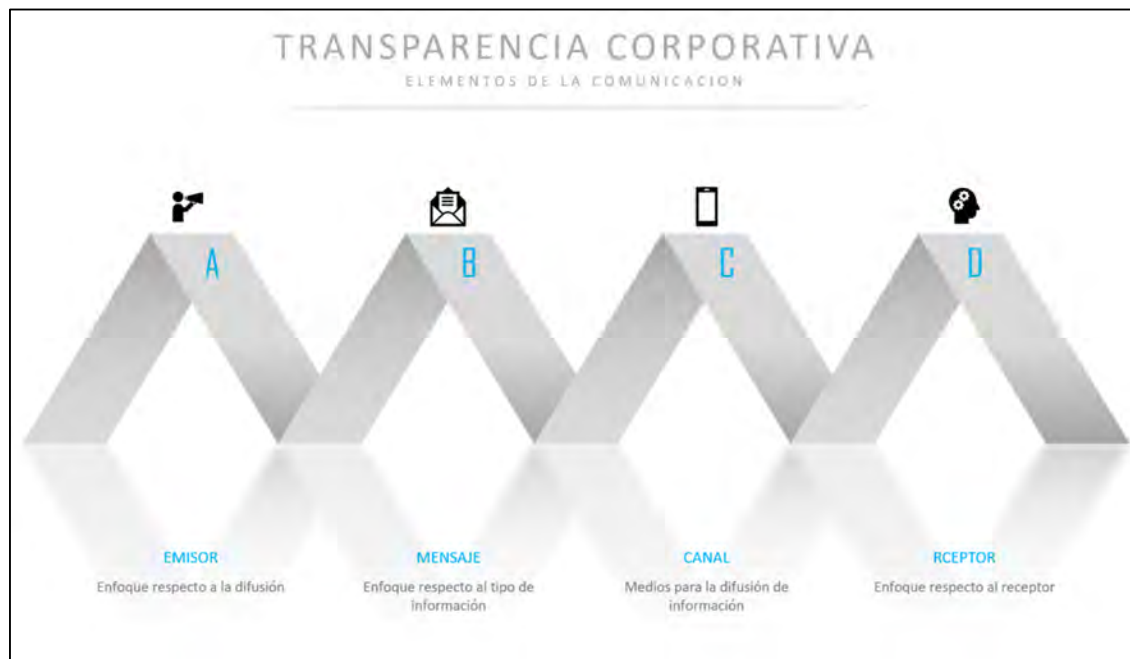 TRANSPARENCIA CORPORATIVA
ELEMENTOS DE LA COMUNICACION
A
B
C
D
EMISOR
Enfoque respecto a la difusión
MENSAJE
Enfoque respecto al tipo de
Información
CANAL
Medios para la difusión de
información
RCEPTOR
Enfoque respecto al receptor